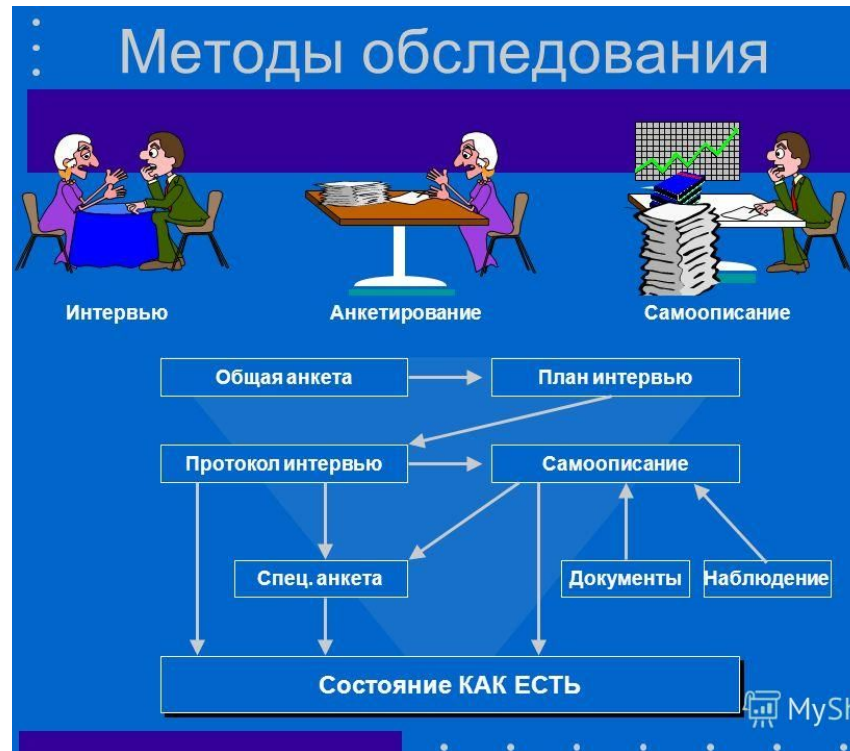 Методы обследования
Интервью
Анкетирование
Самоописание
Общая анкета
План интервью
Протокол интервью
Самоописание
Спец. анкета
Документы
Наблюдение
Состояние КАК ЕСТЬ
MySh